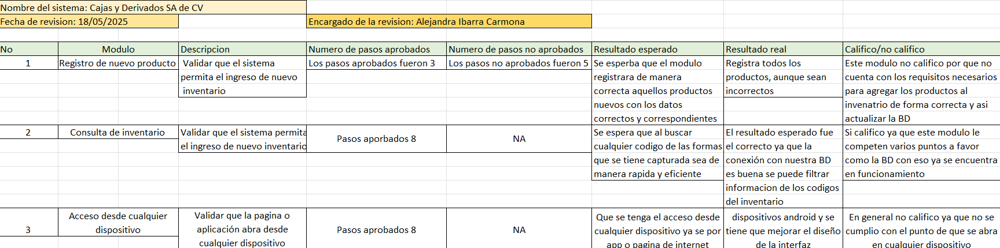 Nombre del sistema: Cajas y Derivados SA de CV
Fecha de revision: 18/05/2025
Encargado de la revision: Alejandra Ibarra Carmona
No
Modulo
Descripcion
Numero de pasos aprobados
Numero de pasos no aprobados
Resultado esperado
Resultado real
Califico/no califico
1
Registro de nuevo producto
Validar que el sistema
permita el ingreso de nuevo
inventario
Los pasos aprobados fueron 3
Los pasos no aprobados fueron 5
Se esperba que el modulo
registrara de manera
correcta aquellos productos
nuevos con los datos
correctos y correspondientes
Registra todos los
productos, aunque sean
incorrectos
Este modulo no califico por que no
cuenta con los requisitos necesarios
para agregar los productos al
invenatrio de forma correcta y asi
actualizar la BD
2
Consulta de inventario
Validar que el sistema permita
el ingreso de nuevo inventario
Pasos aporbados 8
NA
Se espera que al buscar
cualquier codigo de las formas
que se tiene capturada sea de
manera rapida y eficiente
El resultado esperado fue
el correcto ya que la
conexión con nuestra BD
es buena se puede filtrar
informacion de los codigos
del inventario
Si califico ya que este modulo le
competen varios puntos a favor
como la BD con eso ya se encuentra
en funcionamiento
3
Acceso desde cualquier
dispositivo
Validar que la pagina o
aplicación abra desde
cualquier dispositivo
Pasos aprobados 8
NA
Que se tenga el acceso desde
cualquier dispositivo ya se por
app o pagina de internet
dispositivos android y se
tiene que mejorar el diseño
de la interfaz
En general no califico ya que no se
cumplio con el punto de que se abra
en cualquier dispositivo